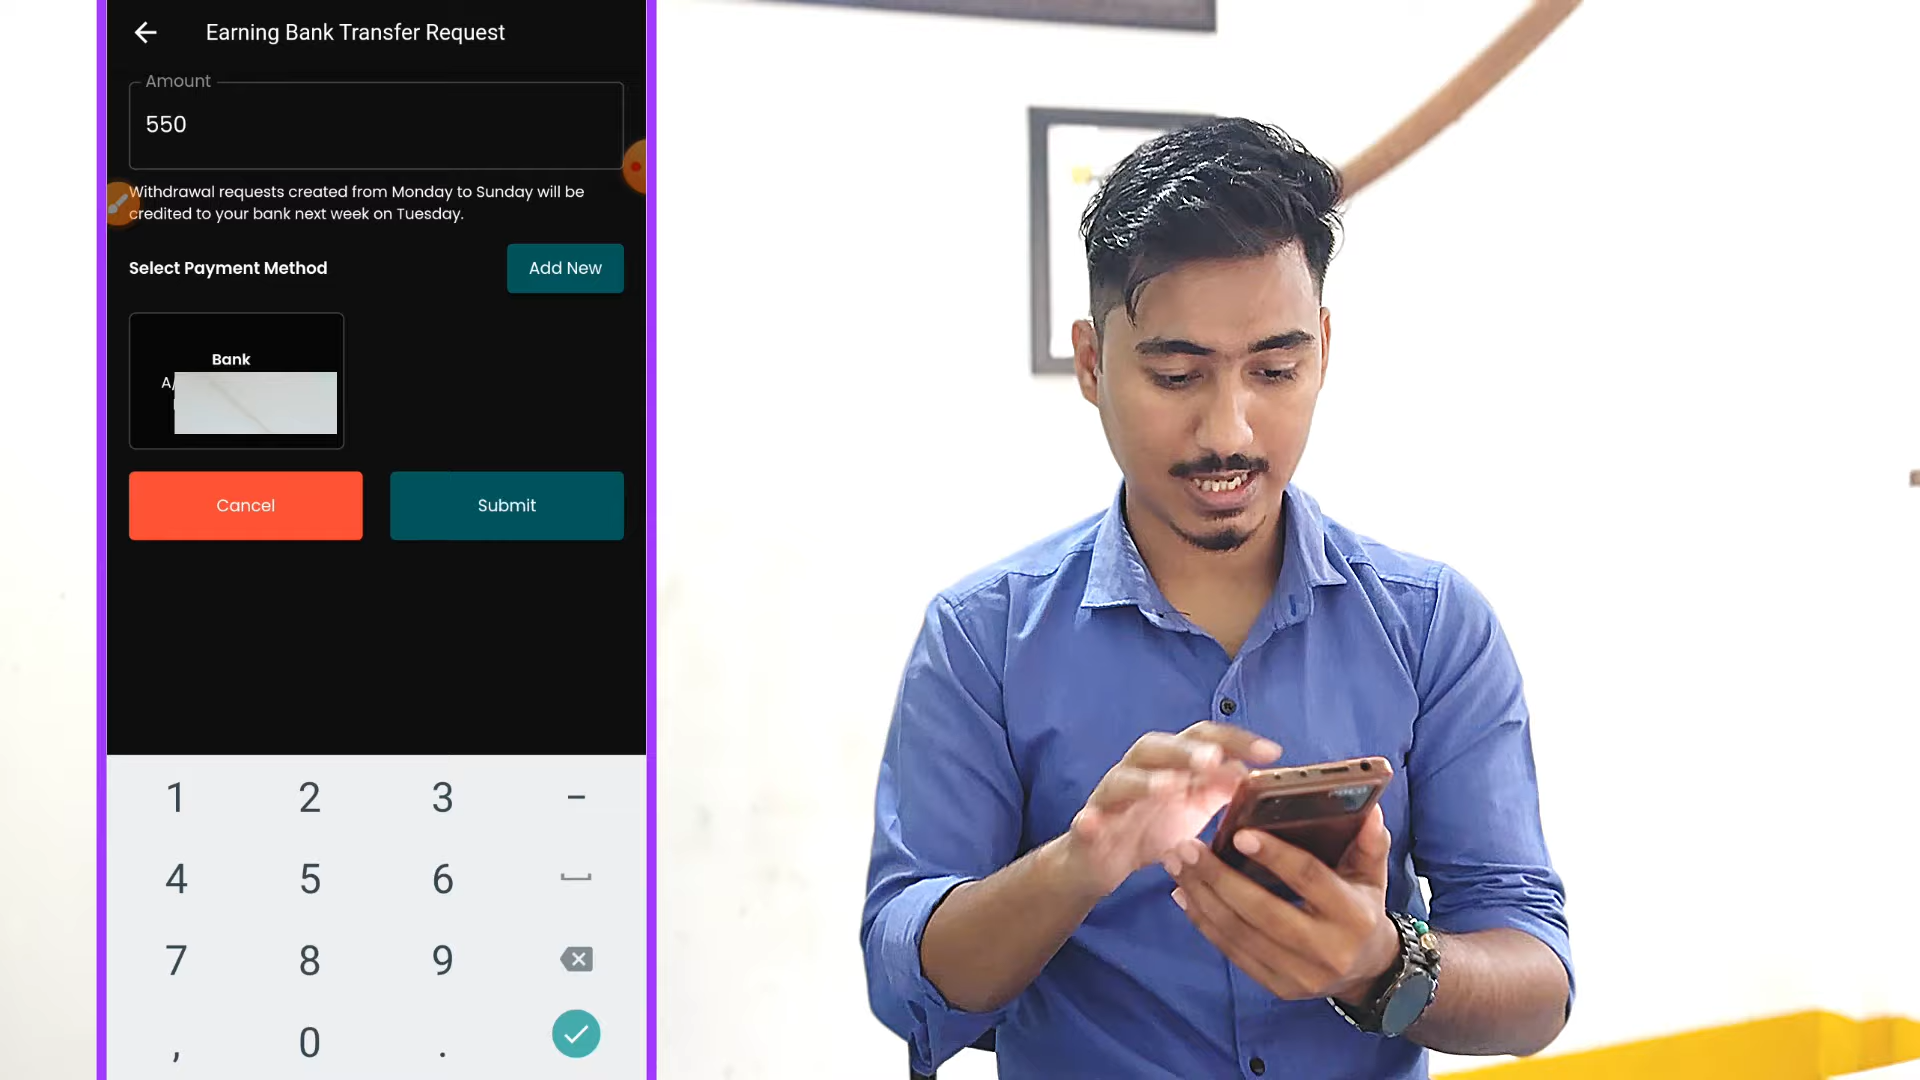 Earning Bank Transfer Request
Amount
550
Withdrawal requests created from Monday to Sunday will be
credited to your bank next week on Tuesday.
Select Payment Method
Add New
Bank
A/
Cancel
Submit
1 2 3 -
4 5 6
7 8 9
, 0 .